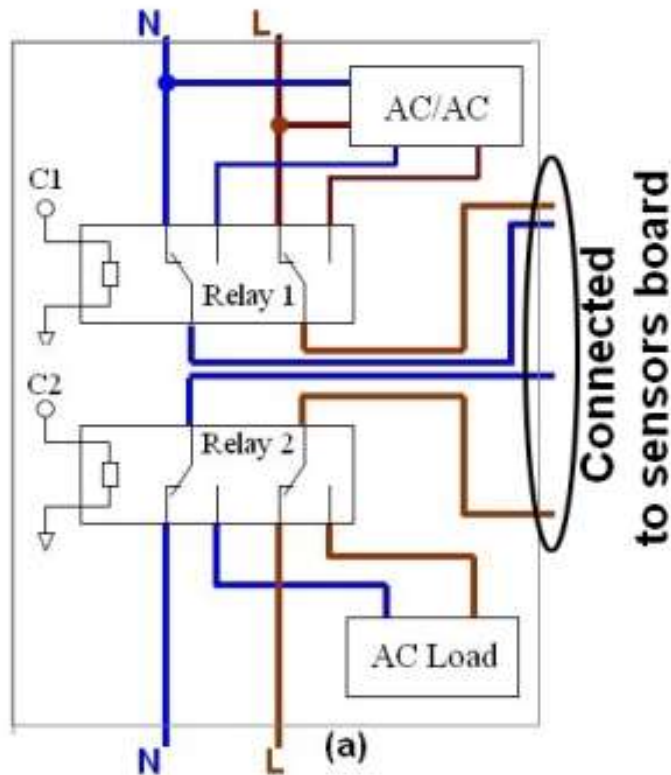 N L
AC/AC
C1
Relay 1
C2
Relay 2
AC Load
N L
(a)
Connected
to sensors board